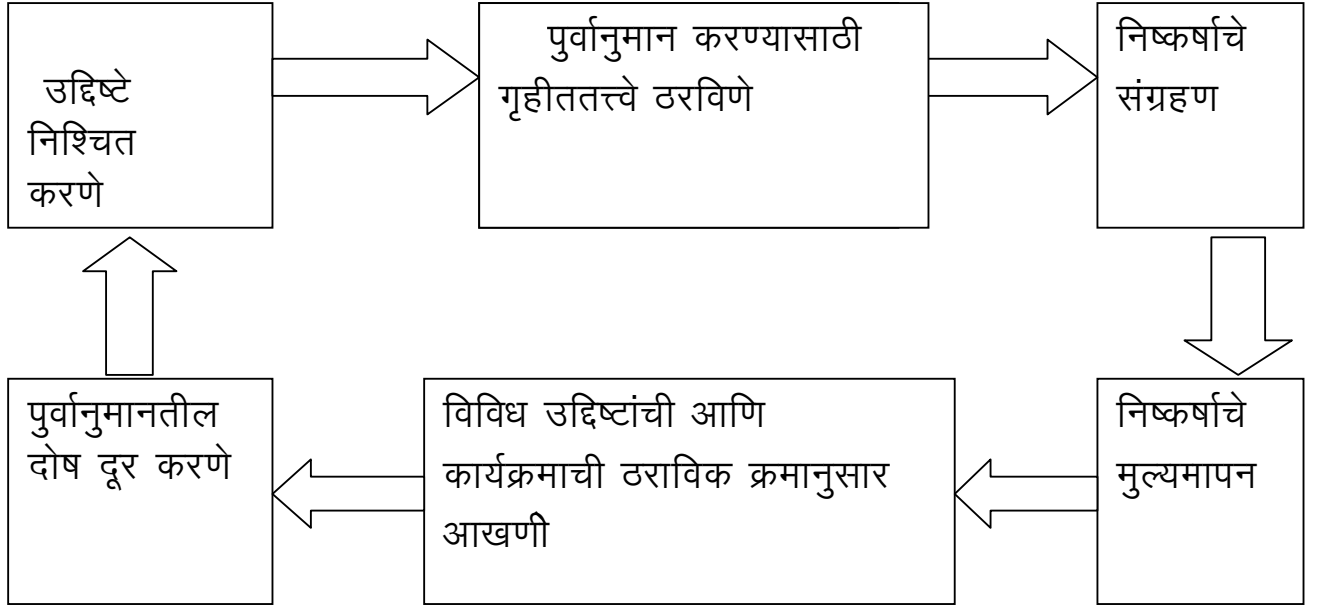 उद्दिष्टे
निश्चित
करणे
पुर्वानुमान करण्यासाठी
गृहीततत्त्वे ठरविणे
निष्कर्षाचे
संग्रहण
निष्कर्षाचे
मुल्यमापन
विविध उद्दिष्टांची आणि
कार्यक्रमाची ठराविक क्रमानुसार
आखणी
पुर्वानुमानतील
दोष दूर करणे